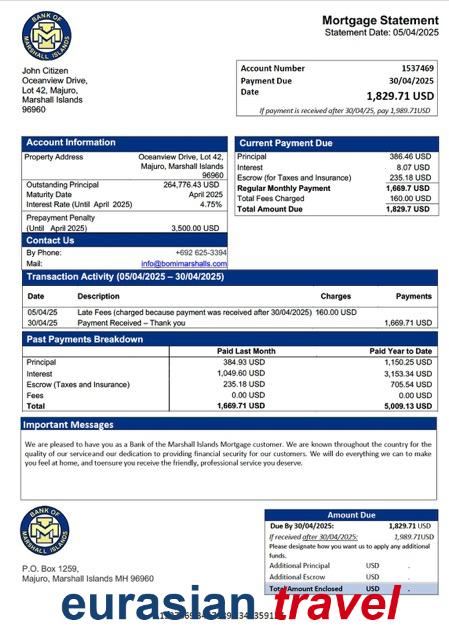 BANK OF MARSHALL ISLANDS
Mortgage Statement
Statement Date: 05/04/2025
John Citizen
Oceanview Drive,
Lot 42, Majuro,
Marshall Islands
96960
Account Number 1537469
Payment Due 30/04/2025
Date 1,829.71 USD
If payment is received after 30/04/25, pay 1,989.71USD
Account Information
Property Address Oceanview Drive, Lot 42,
Majuro, Marshall Islands
96960
Outstanding Principal 264,776.43 USD
Maturity Date April 2025
Interest Rate (Until April 2025) 4.75%
Prepayment Penalty
(Until April 2025) 3,500.00 USD
Current Payment Due
Principal 386.46 USD
Interest 8.07 USD
Escrow (for Taxes and Insurance) 235.18 USD
Regular Monthly Payment 1,669.7 USD
Total Fees Charged 160.00 USD
Total Amount Due 1,829.7 USD
Contact Us
By Phone: +692 625-3394
Mail: info@bomimarshalls.com
Transaction Activity (05/04/2025 – 30/04/2025)
Date Description Charges Payments
05/04/25 Late Fees (charged because payment was received after 30/04/2025) 160.00 USD
30/04/25 Payment Received – Thank you 1,669.71 USD
Past Payments Breakdown
Paid Last Month Paid Year to Date
Principal 384.93 USD 1,150.25 USD
Interest 1,049.60 USD 3,153.34 USD
Escrow (Taxes and Insurance) 235.18 USD 705.54 USD
Fees 0.00 USD 0.00 USD
Total 1,669.71 USD 5,009.13 USD
Important Messages
We are pleased to have you as a Bank of the Marshall Islands Mortgage customer. We are known throughout the country for the
quality of our serviceand our dedication to providing financial security for our customers. We will do everything we can to make
you feel at home, and toensure you receive the friendly, professional service you deserve.
BANK OF MARSHALL ISLANDS
P.O. Box 1259,
Majuro, Marshall Islands MH 96960
Amount Due
Due By 30/04/2025: 1,829.71 USD
If received after 30/04/2025: 1,989.71USD
Please designate how you want us to apply any additional
funds.
Additional Principal USD .
Additional Escrow USD .
Total Amount Enclosed USD .
eurasian travel